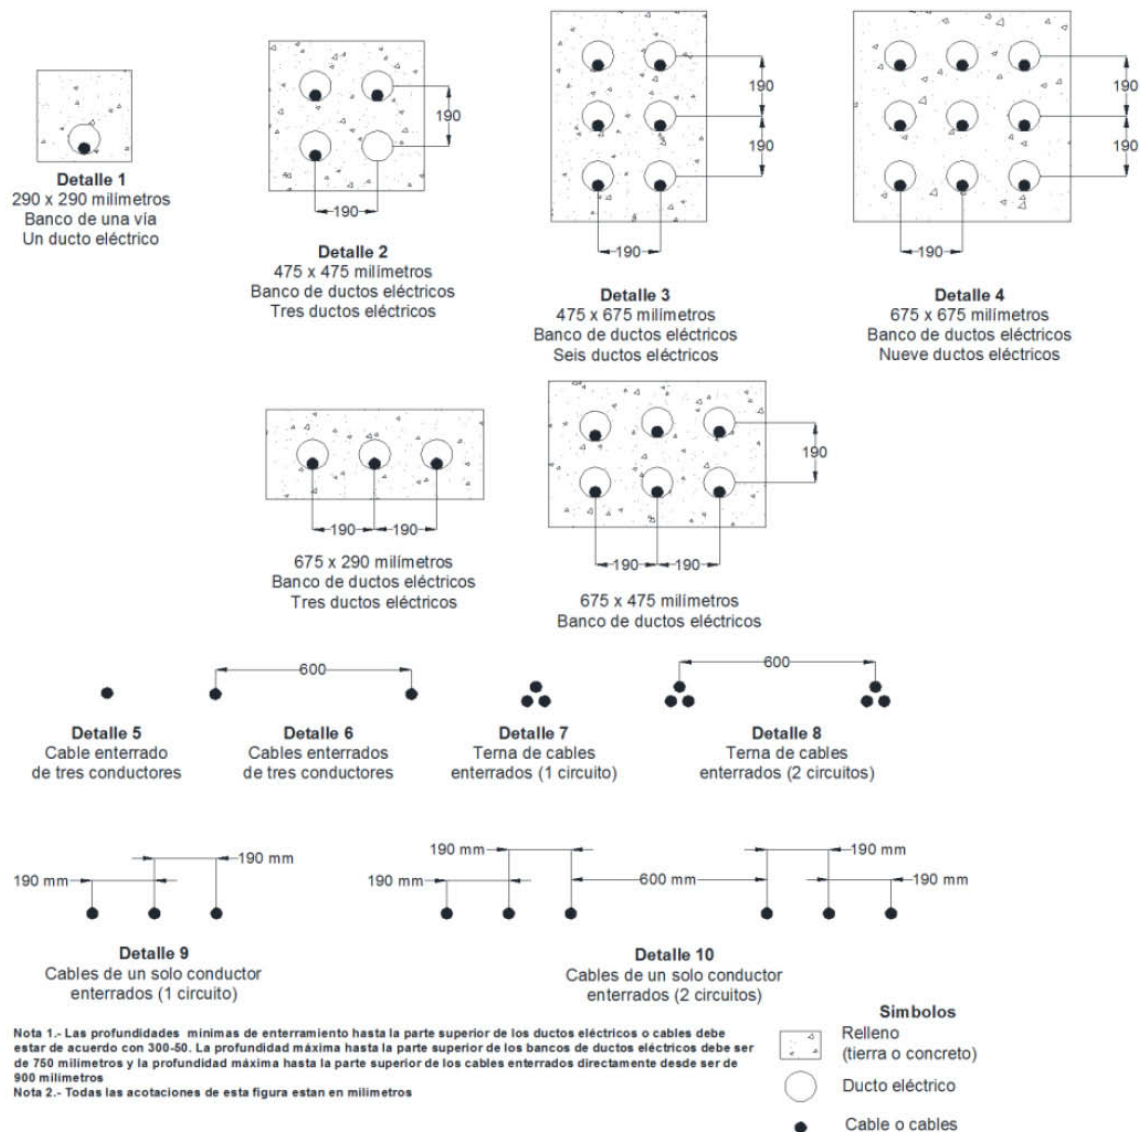 190
190
Detalle 1
290 x 290 milímetros
Banco de una vía
Un ducto eléctrico
190
190
Detalle 2
475 x 475 milímetros
Banco de ductos eléctricos
Tres ductos eléctricos
190
190
190
Detalle 3
475 x 675 milímetros
Banco de ductos eléctricos
Seis ductos eléctricos
190
Detalle 4
675 x 675 milímetros
Banco de ductos eléctricos
Nueve ductos eléctricos
190
190
675 x 290 milímetros
Banco de ductos eléctricos
Tres ductos eléctricos
190
190
190
675 x 475 milímetros
Banco de ductos eléctricos
Detalle 5
Cable enterrado
de tres conductores
600
Detalle 6
Cables enterrados
de tres conductores
Detalle 7
Terna de cables
enterrados (1 circuito)
600
Detalle 8
Terna de cables
enterrados (2 circuitos)
190 mm
190 mm
Detalle 9
Cables de un solo conductor
enterrados (1 circuito)
190 mm
190 mm
600 mm
190 mm
190 mm
Detalle 10
Cables de un solo conductor
enterrados (2 circuitos)
Nota 1.- Las profundidades mínimas de enterramiento hasta la parte superior de los ductos eléctricos o cables debe
estar de acuerdo con 300-50. La profundidad máxima hasta la parte superior de los bancos de ductos eléctricos debe ser
de 750 milímetros y la profundidad máxima hasta la parte superior de los cables enterrados directamente desde ser de
900 milímetros
Nota 2.- Todas las acotaciones de esta figura estan en milímetros
Simbolos
Relleno
(tierra o concreto)
Ducto eléctrico
Cable o cables